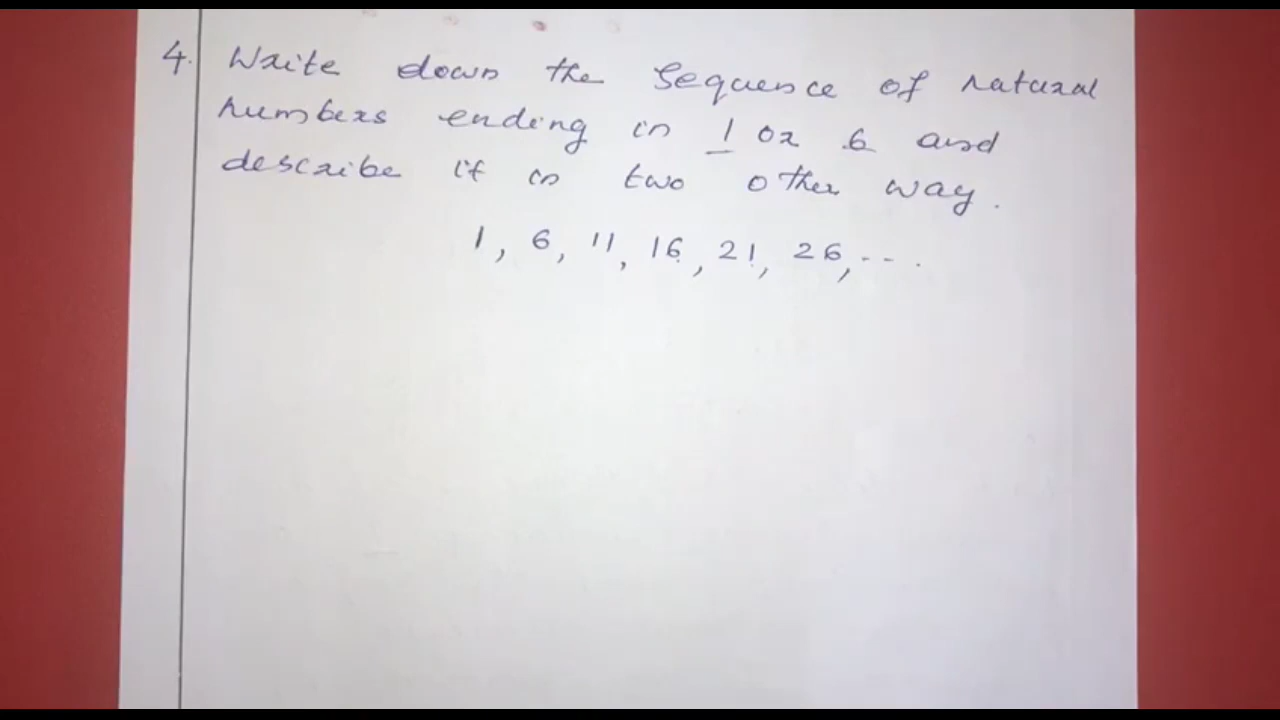 4. Write down the Sequence of natural
numbers ending in 1 or 6 and
describe it in two other way.
1, 6, 11, 16, 21, 26, ...